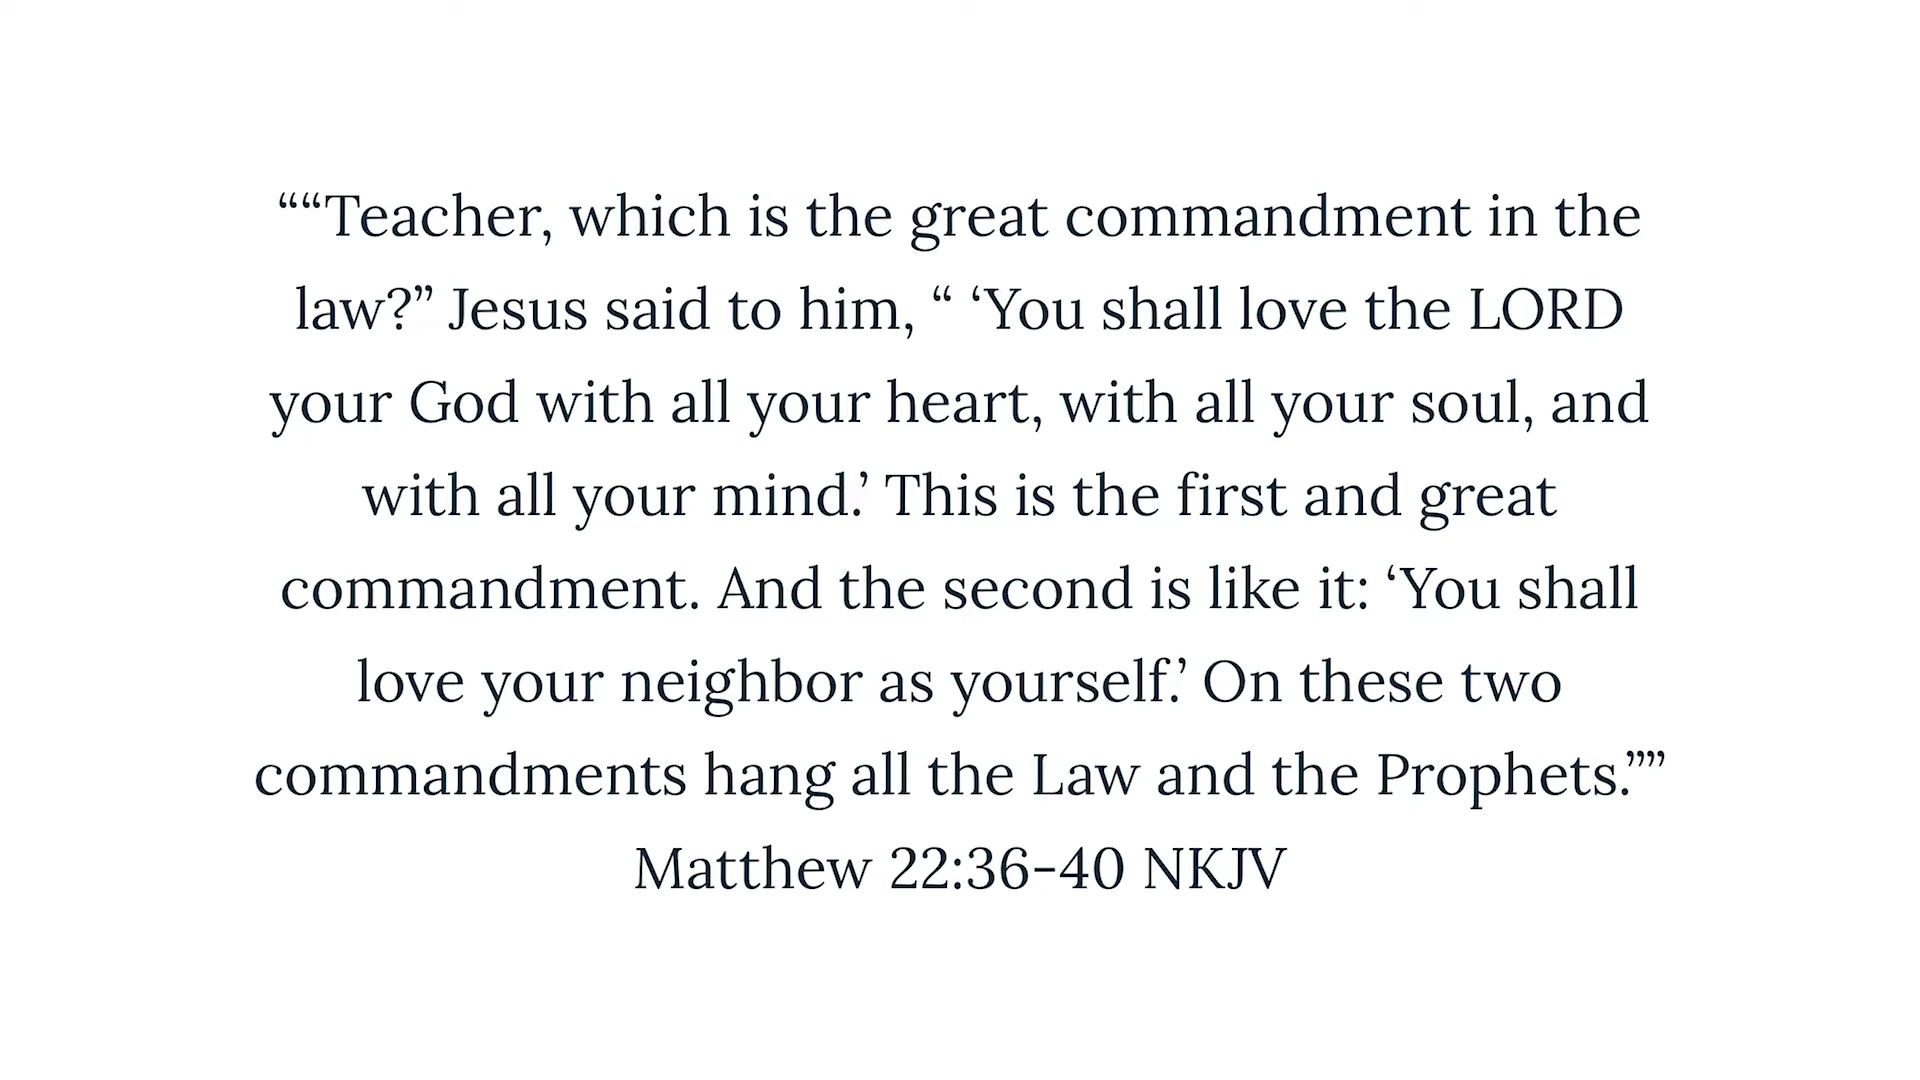 ““Teacher, which is the great commandment in the
law?” Jesus said to him, “ ‘You shall love the LORD
your God with all your heart, with all your soul, and
with all your mind.’ This is the first and great
commandment. And the second is like it: ‘You shall
love your neighbor as yourself.’ On these two
commandments hang all the Law and the Prophets.””
Matthew 22:36-40 NKJV